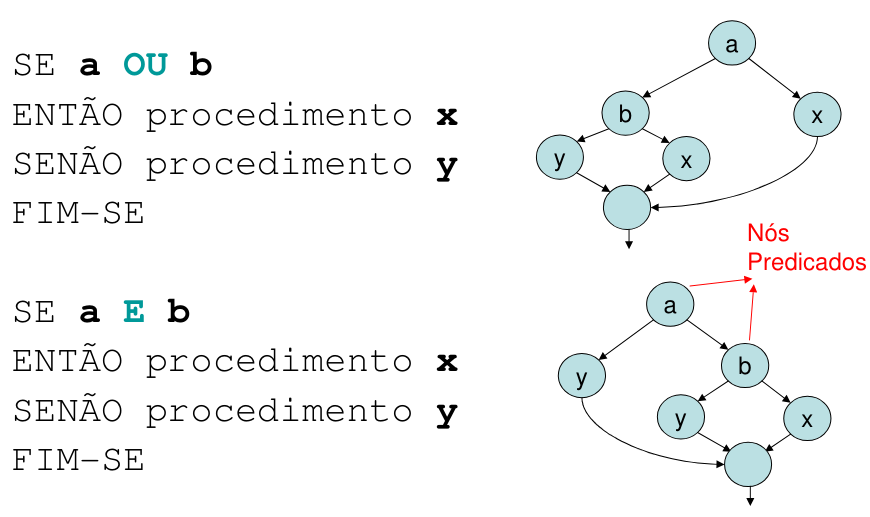 SE a OU b
ENTÃO procedimento x
SENÃO procedimento y
FIM-SE
a
b
x
y
x
Nós
Predicados
SE a E b
ENTÃO procedimento x
SENÃO procedimento y
FIM-SE
a
b
y
y
x